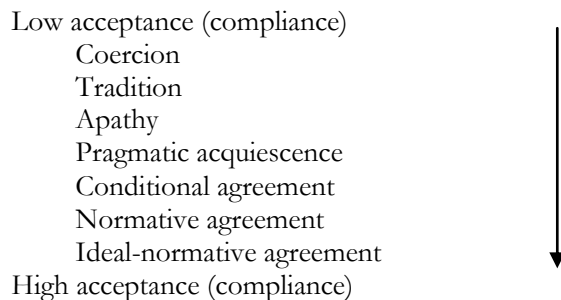 Low acceptance (compliance)
Coercion
Tradition
Apathy
Pragmatic acquiescence
Conditional agreement
Normative agreement
Ideal-normative agreement
High acceptance (compliance)